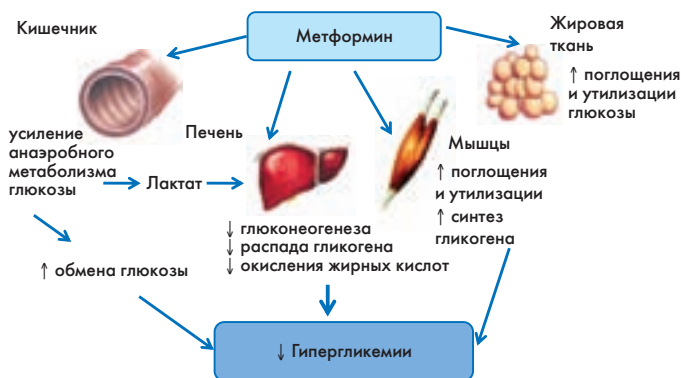 Кишечник
Метформин
Жировая
ткань
↑ поглощения
и утилизации
глюкозы
усиление
анаэробного
метаболизма
глюкозы
Лактат
Печень
↓ глюконеогенеза
↓ распада гликогена
↓ окисления жирных кислот
Мышцы
↑ поглощения
и утилизации
↑ синтез
гликогена
↑ обмена глюкозы
↓ Гипергликемии